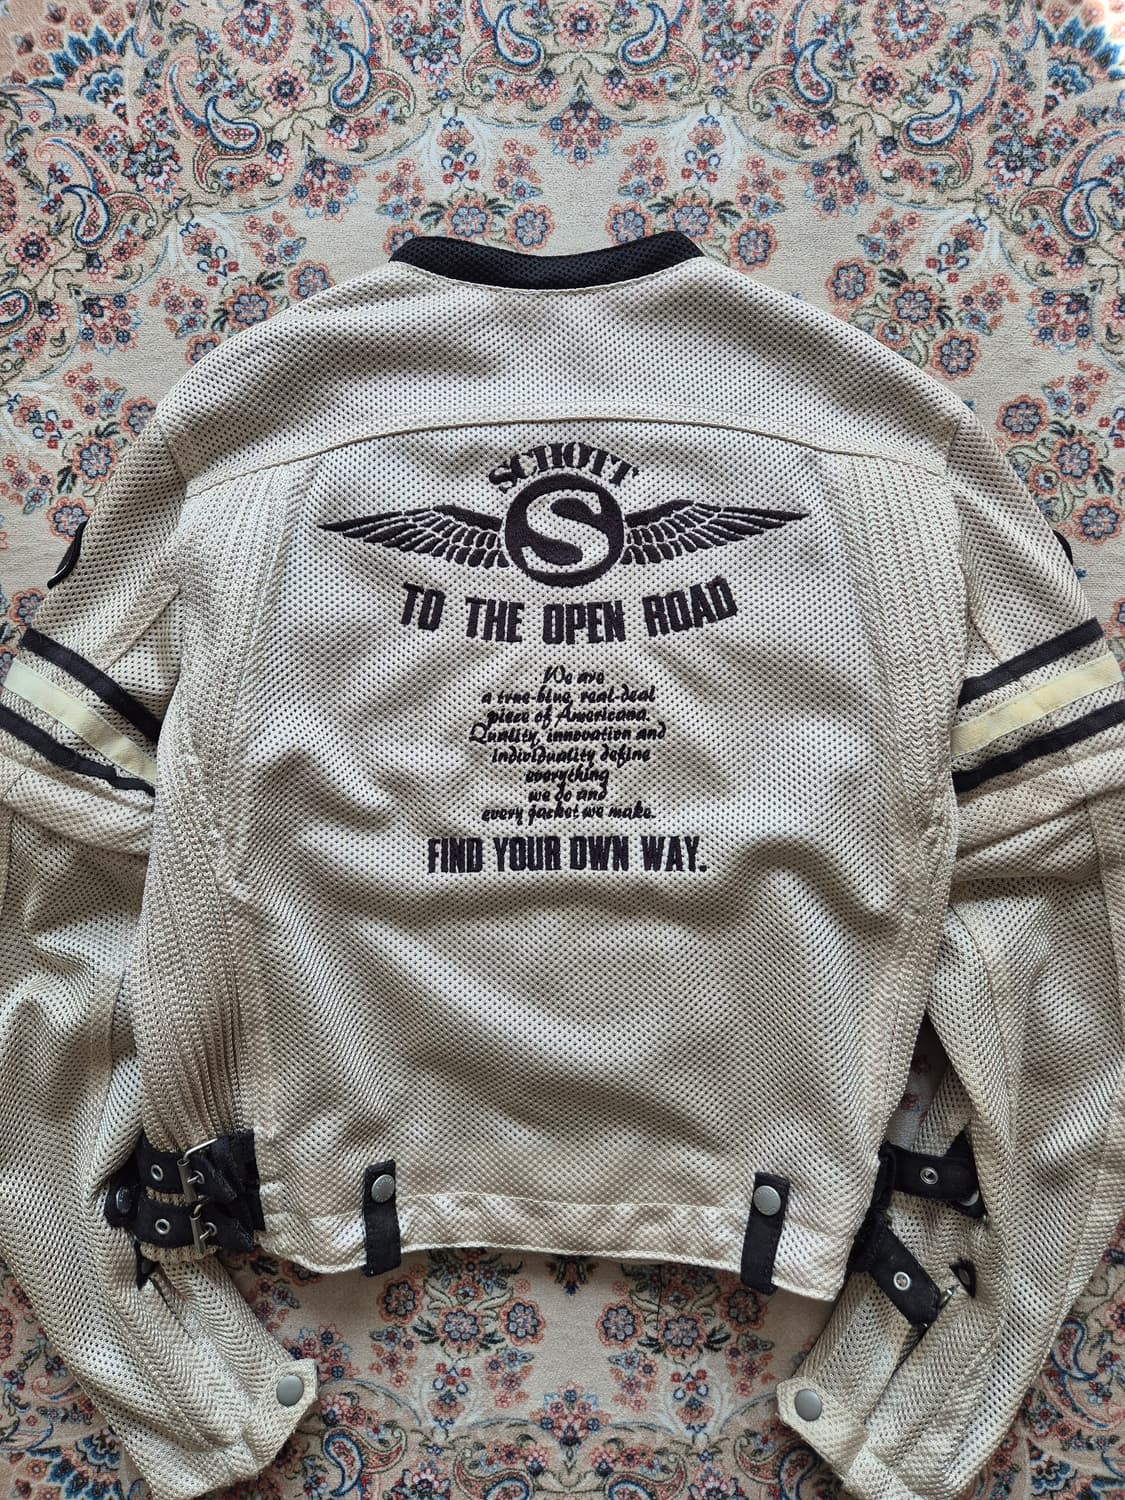 SCHOTT
S
TO THE OPEN ROAD
We are
a true-blue, real-deal
piece of Americana.
Quality, innovation and
individuality define
everything
we do and
every jacket we make.
FIND YOUR OWN WAY.